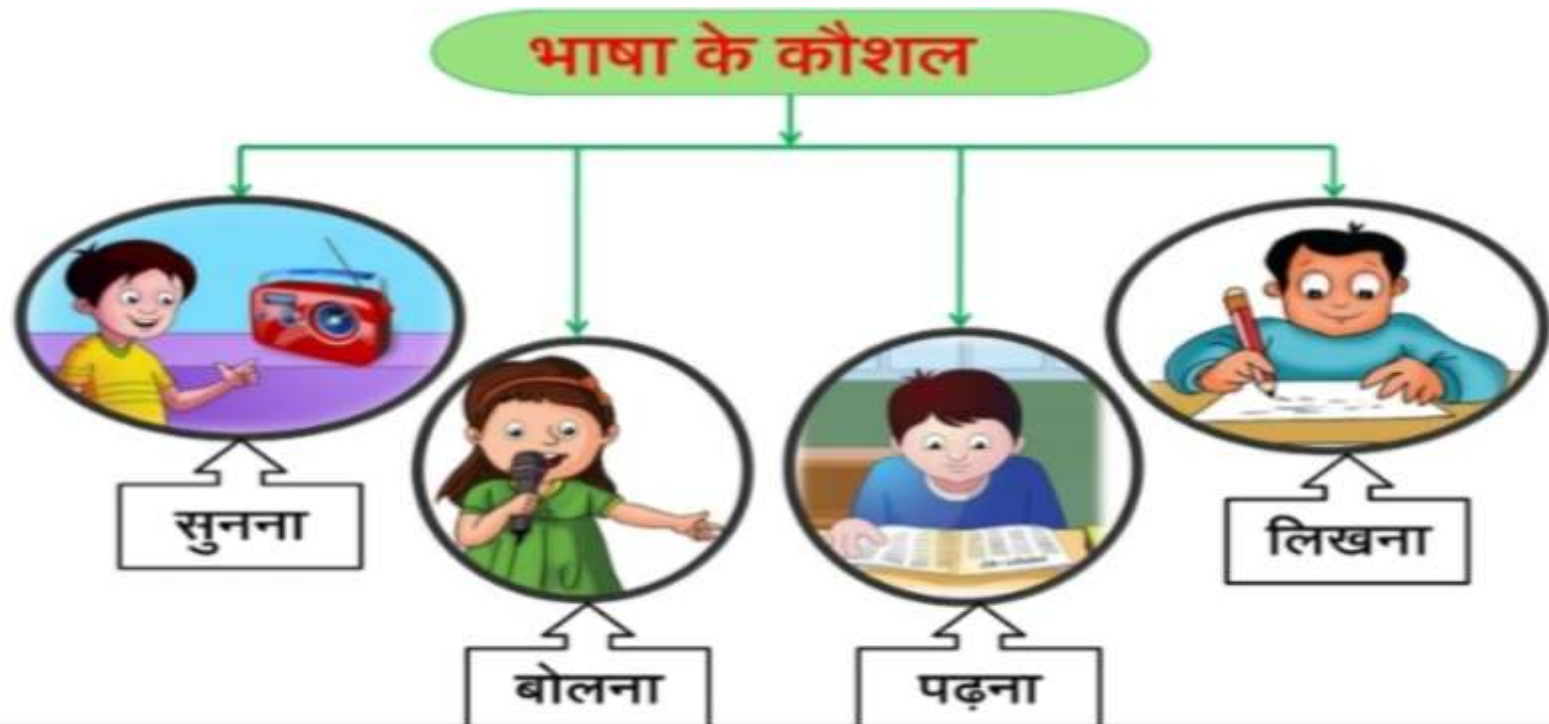 भाषा के कौशल
सुनना
बोलना
पढ़ना
लिखना